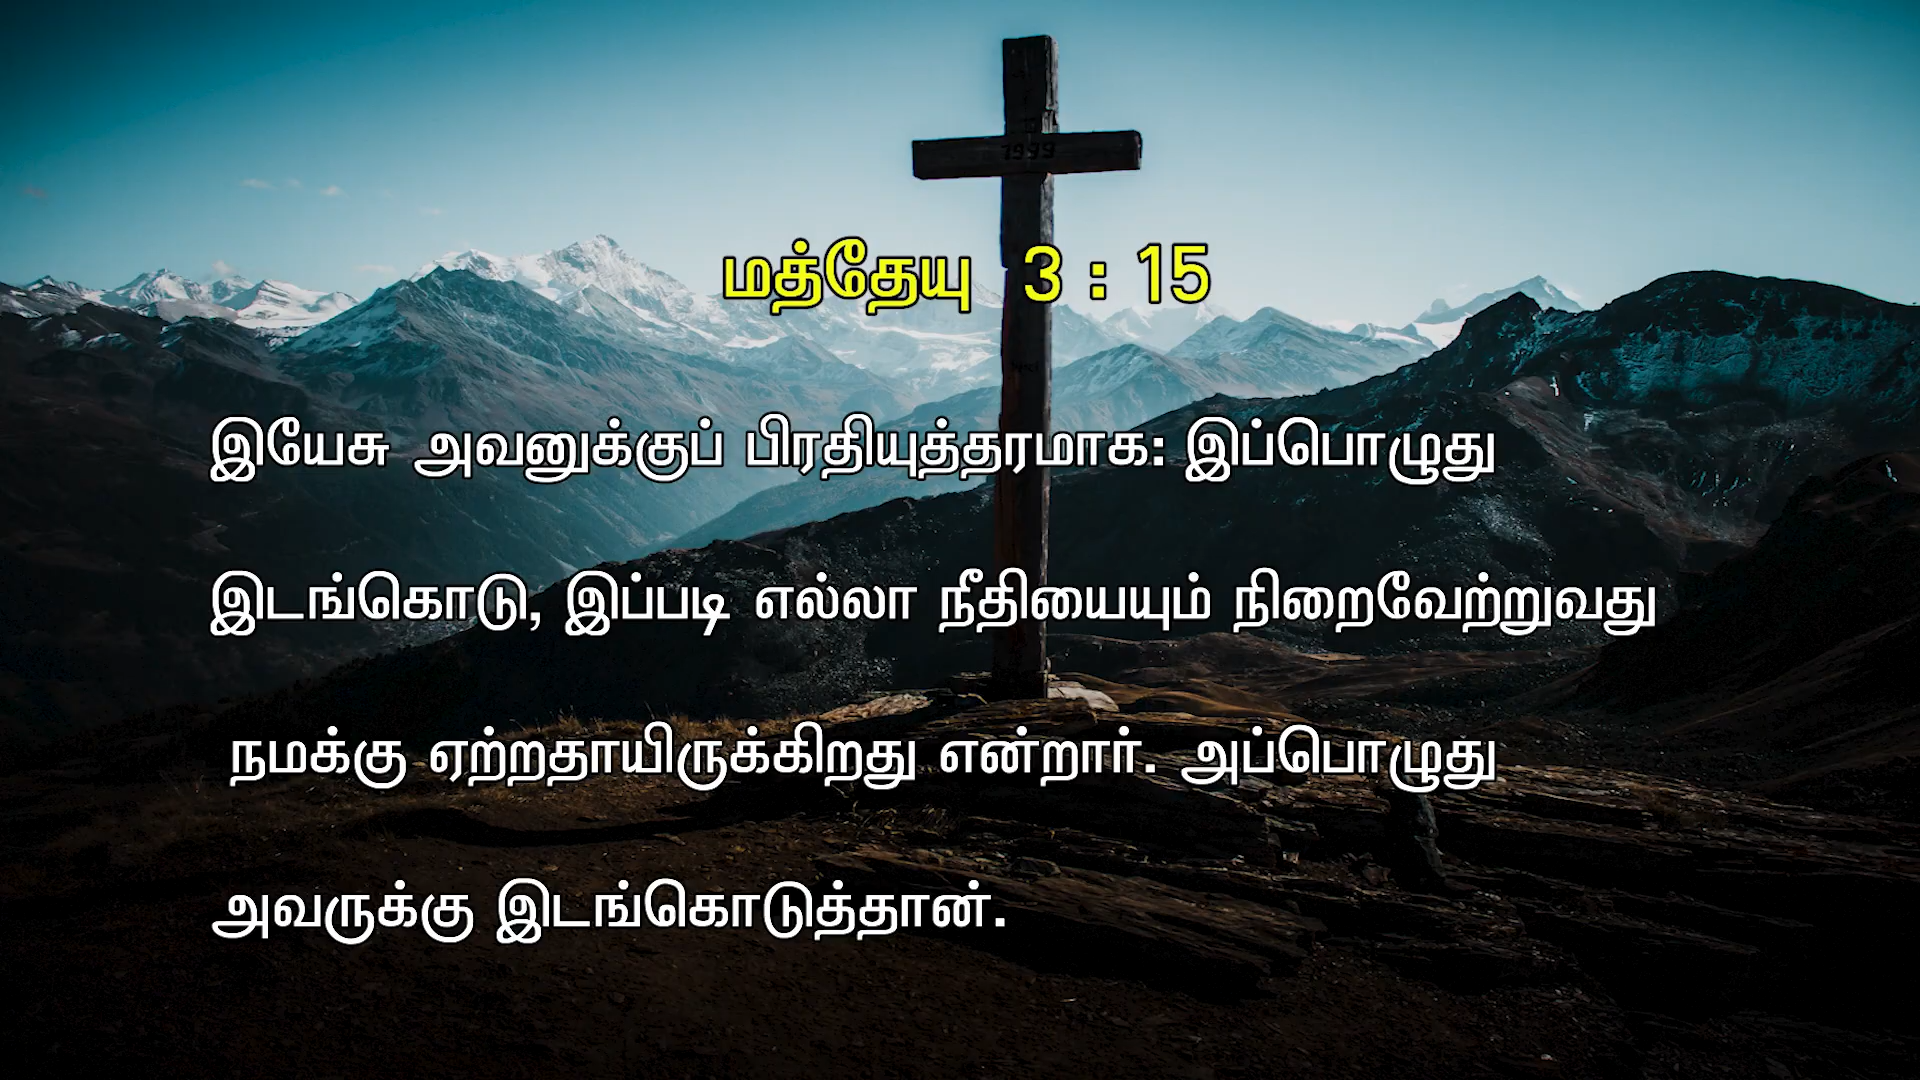 1999
மத்தேயு 3 : 15
இயேசு அவனுக்குப் பிரதியுத்தரமாக: இப்பொழுது
இடங்கொடு, இப்படி எல்லா நீதியையும் நிறைவேற்றுவது
நமக்கு ஏற்றதாயிருக்கிறது என்றார். அப்பொழுது
அவருக்கு இடங்கொடுத்தான்.